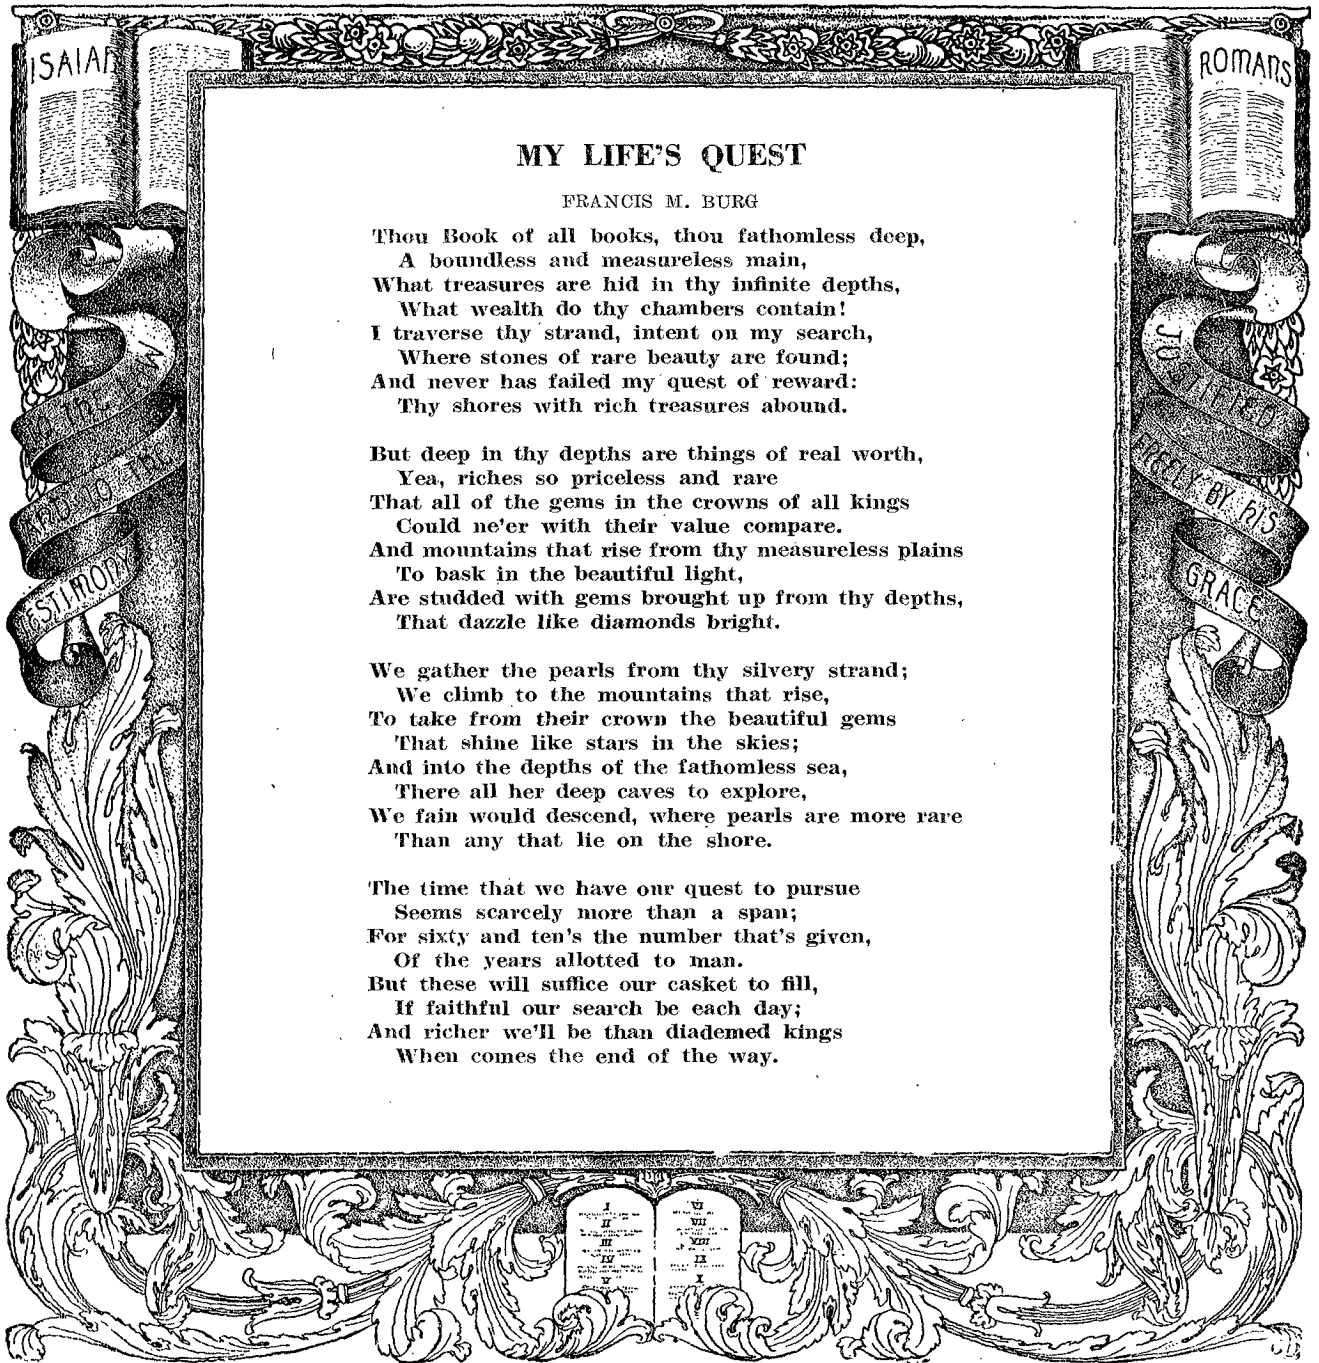 ISAIAH
ROMANS
MY LIFE'S QUEST
FRANCIS M. BURG
Thou Book of all books, thou fathomless deep,
A boundless and measureless main,
What treasures are hid in thy infinite depths,
What wealth do thy chambers contain!
I traverse thy strand, intent on my search,
Where stones of rare beauty are found;
And never has failed my quest of reward:
Thy shores with rich treasures abound.
But deep in thy depths are things of real worth,
Yea, riches so priceless and rare
That all of the gems in the crowns of all kings
Could ne'er with their value compare.
And mountains that rise from thy measureless plains
To bask in the beautiful light,
Are studded with gems brought up from thy depths,
That dazzle like diamonds bright.
We gather the pearls from thy silvery strand;
We climb to the mountains that rise,
To take from their crown the beautiful gems
That shine like stars in the skies;
And into the depths of the fathomless sea,
There all her deep caves to explore,
We fain would descend, where pearls are more rare
Than any that lie on the shore.
The time that we have our quest to pursue
Seems scarcely more than a span;
For sixty and ten's the number that's given,
Of the years allotted to man.
But these will suffice our casket to fill,
If faithful our search be each day;
And richer we'll be than diademed kings
When comes the end of the way.
TO THE LAW
AND TO THE
TESTIMONY
JUSTIFIED
FREELY BY HIS
GRACE
I
II
III
IV
V
VI
VII
VIII
IX